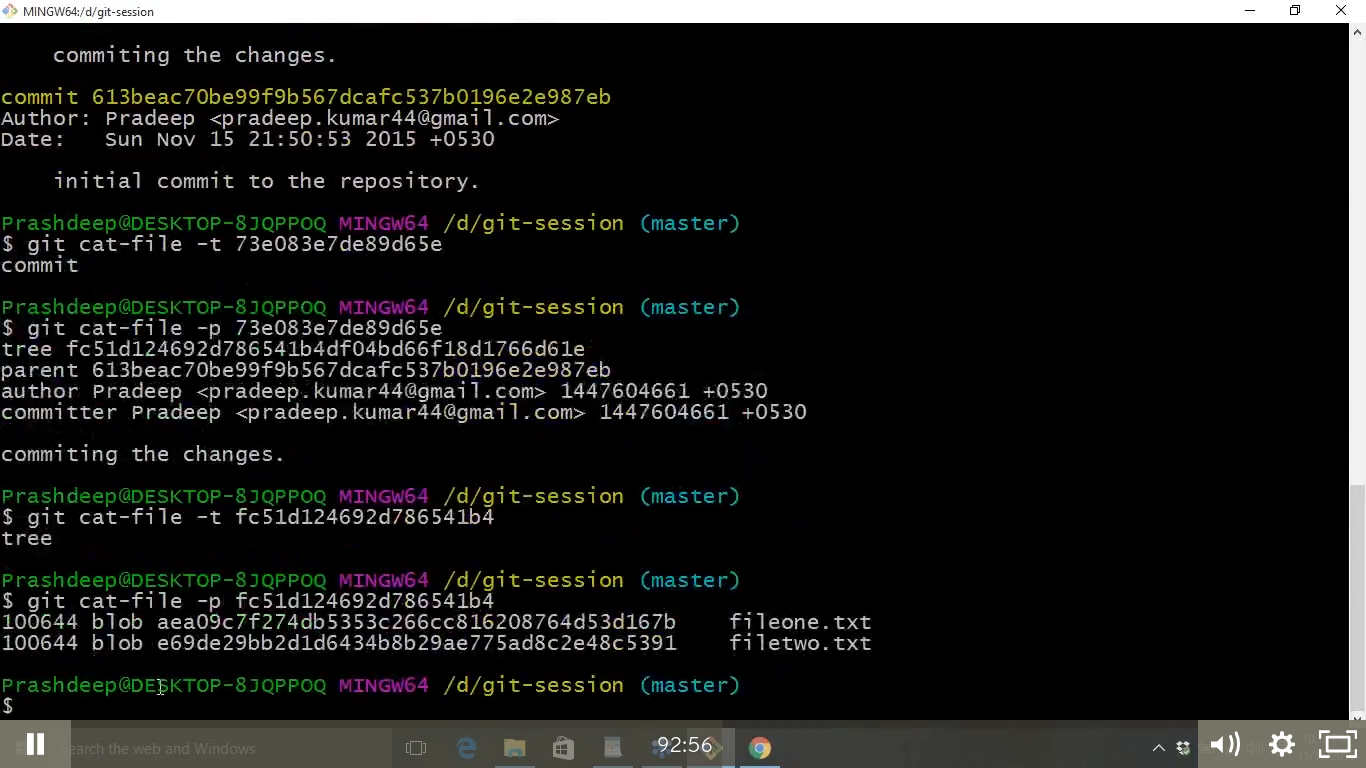 MINGW64:/d/git-session
commiting the changes.
commit 613beac70be99f9b567dcafc537b0196e2e987eb
Author: Pradeep <pradeep.kumar44@gmail.com>
Date:   Sun Nov 15 21:50:53 2015 +0530
initial commit to the repository.
Prashdeep@DESKTOP-8JQPPOQ MINGW64 /d/git-session (master)
$ git cat-file -t 73e083e7de89d65e
commit
Prashdeep@DESKTOP-8JQPPOQ MINGW64 /d/git-session (master)
$ git cat-file -p 73e083e7de89d65e
tree fc51d124692d786541b4df04bd66f18d1766d61e
parent 613beac70be99f9b567dcafc537b0196e2e987eb
author Pradeep <pradeep.kumar44@gmail.com> 1447604661 +0530
committer Pradeep <pradeep.kumar44@gmail.com> 1447604661 +0530
commiting the changes.
Prashdeep@DESKTOP-8JQPPOQ MINGW64 /d/git-session (master)
$ git cat-file -t fc51d124692d786541b4
tree
Prashdeep@DESKTOP-8JQPPOQ MINGW64 /d/git-session (master)
$ git cat-file -p fc51d124692d786541b4
100644 blob aea09c7f274db5353c266cc816208764d53d167b    fileone.txt
100644 blob e69de29bb2d1d6434b8b29ae775ad8c2e48c5391    filetwo.txt
Prashdeep@DESKTOP-8JQPPOQ MINGW64 /d/git-session (master)
$
Search the web and Windows
92:56